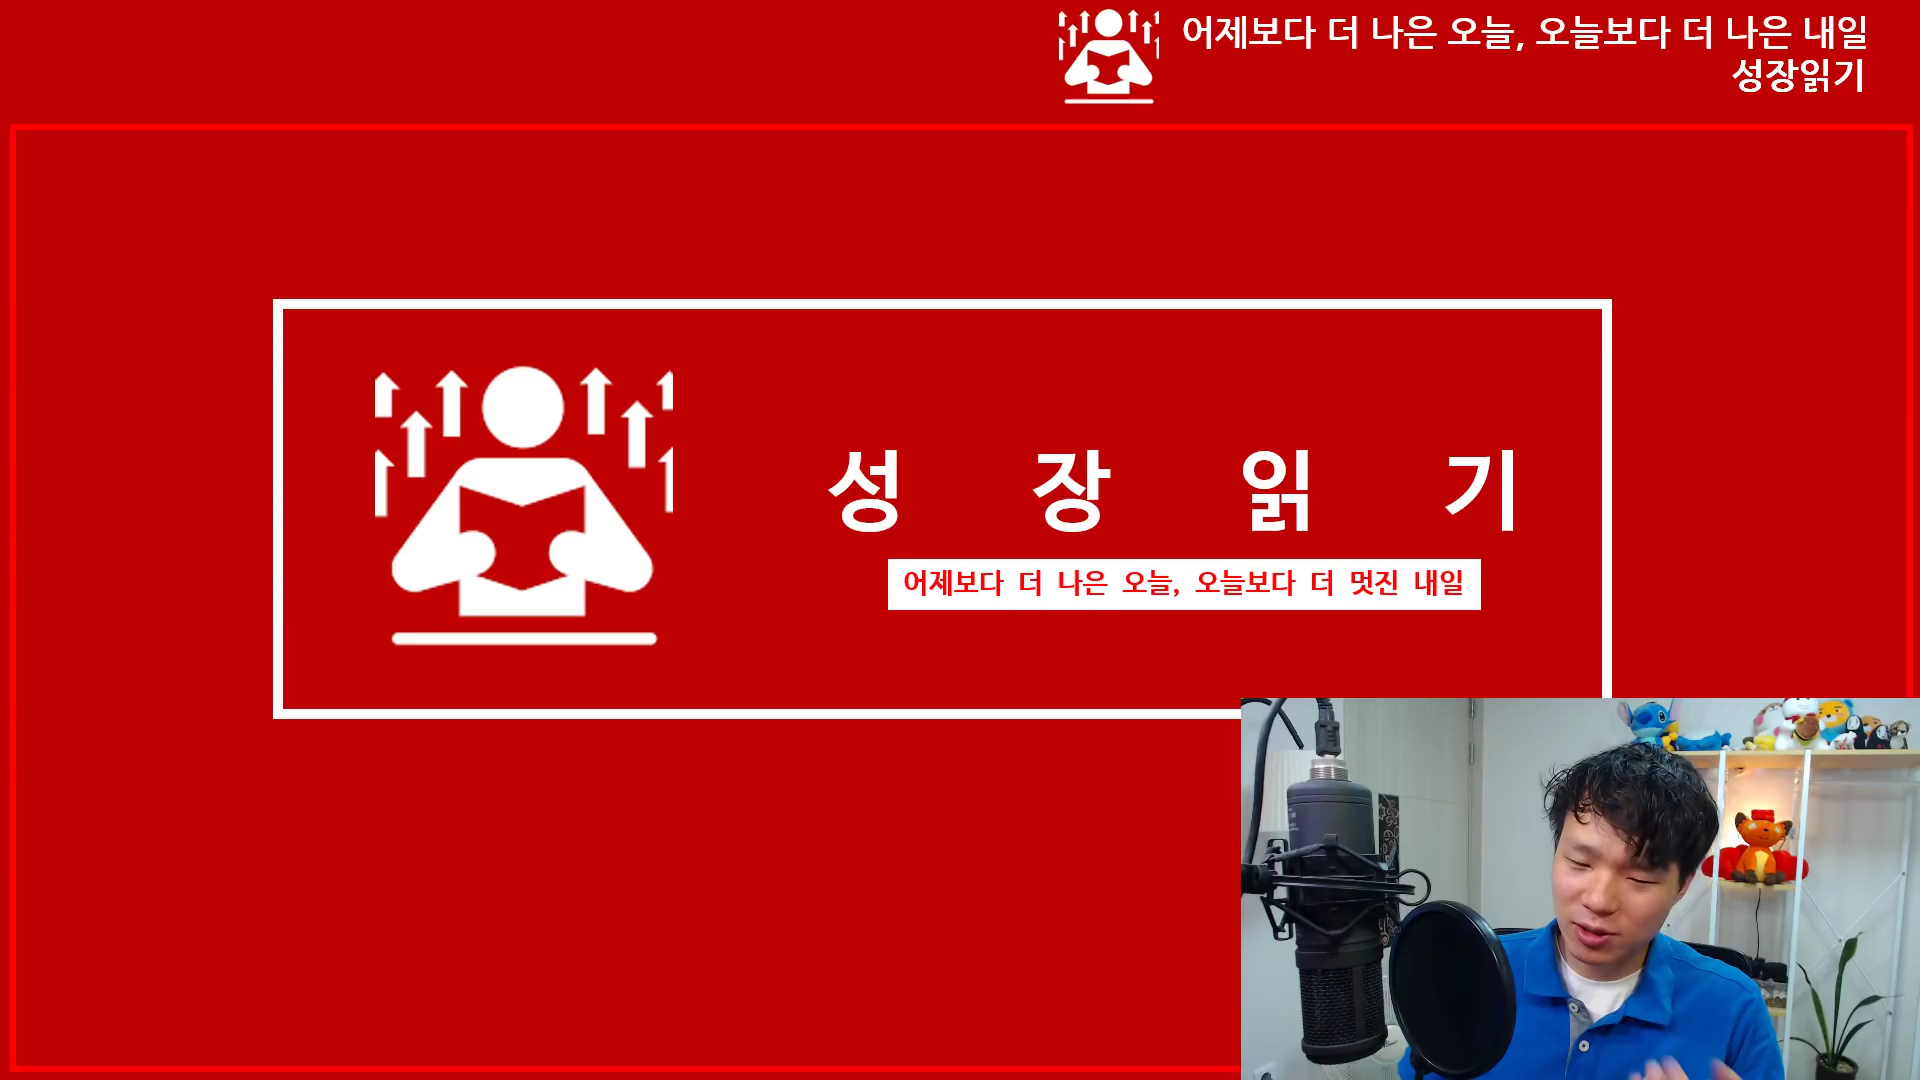 어제보다 더 나은 오늘, 오늘보다 더 나은 내일
성장읽기
성장읽기
어제보다 더 나은 오늘, 오늘보다 더 멋진 내일